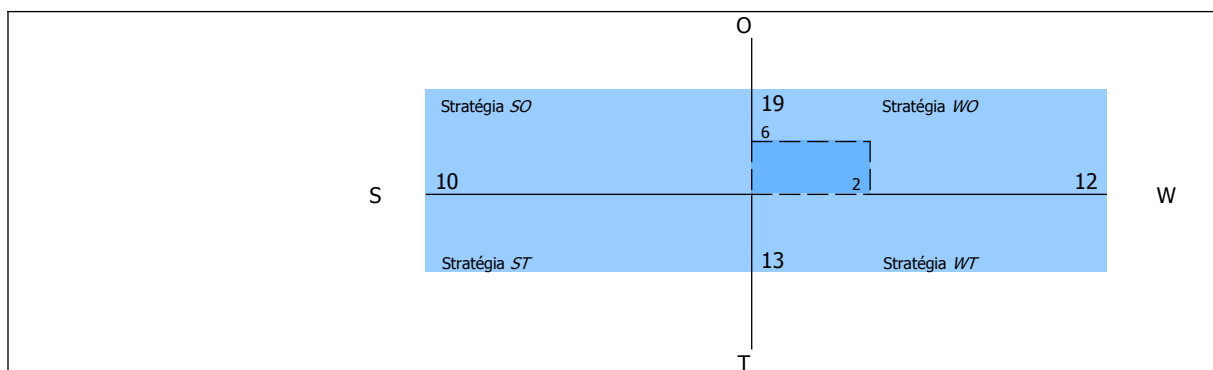 O
Stratégia SO
19
Stratégia WO
6
S
10
2
12
W
Stratégia ST
13
Stratégia WT
T